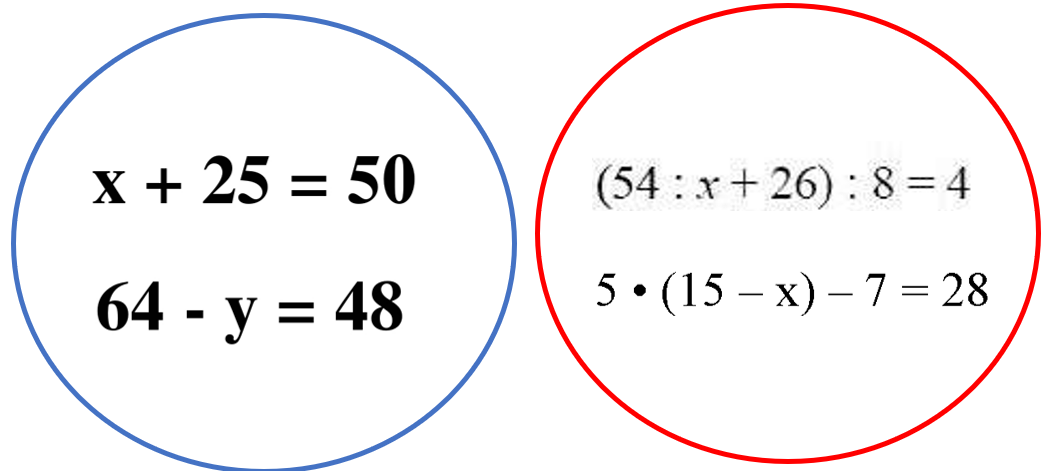 x + 25 = 50
64 - y = 48
(54 : x + 26) : 8 = 4
5 • (15 – x) – 7 = 28